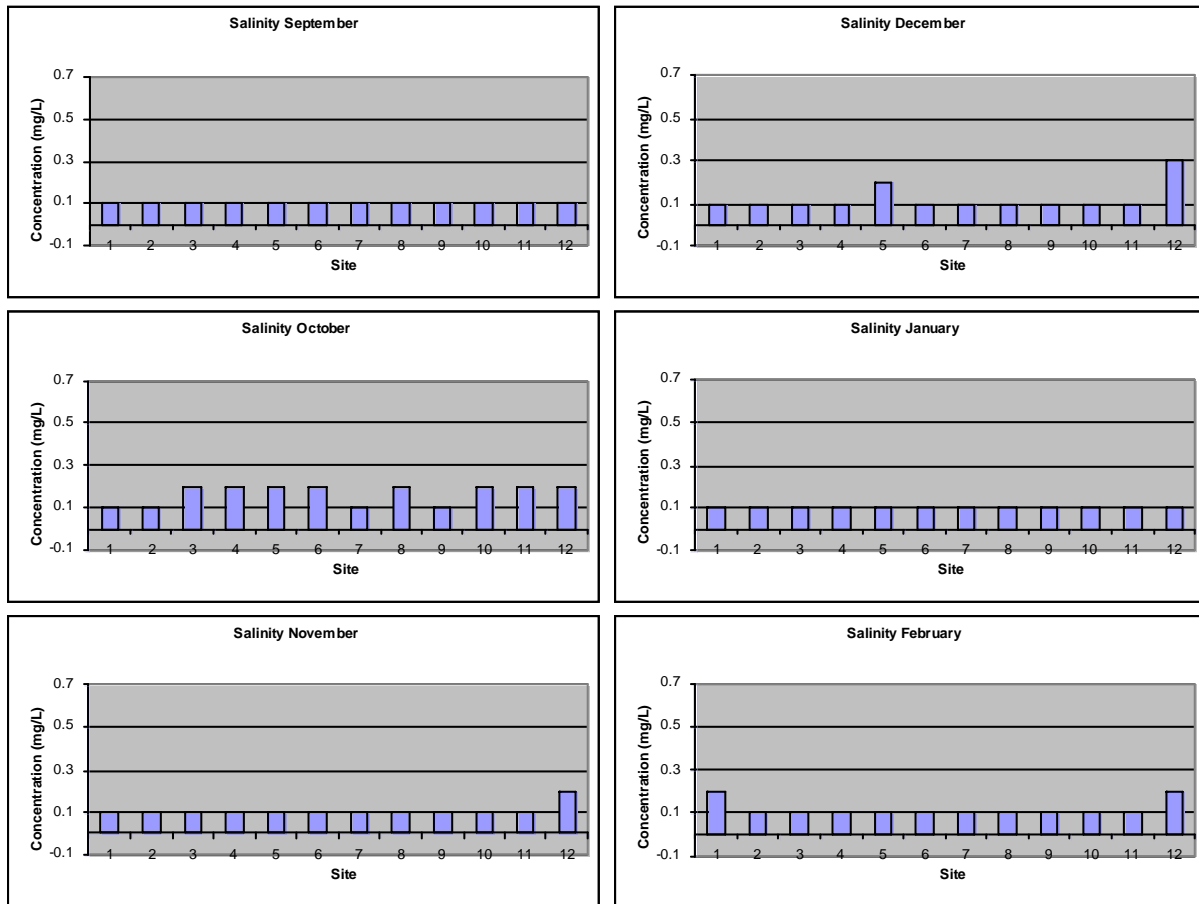 Salinity September
Concentration (mg/L)
0.7
0.5
0.3
0.1
-0.1
1 2 3 4 5 6 7 8 9 10 11 12
Site
Salinity December
Concentration (mg/L)
0.7
0.5
0.3
0.1
-0.1
1 2 3 4 5 6 7 8 9 10 11 12
Site
Salinity October
Concentration (mg/L)
0.7
0.5
0.3
0.1
-0.1
1 2 3 4 5 6 7 8 9 10 11 12
Site
Salinity January
Concentration (mg/L)
0.7
0.5
0.3
0.1
-0.1
1 2 3 4 5 6 7 8 9 10 11 12
Site
Salinity November
Concentration (mg/L)
0.7
0.5
0.3
0.1
-0.1
1 2 3 4 5 6 7 8 9 10 11 12
Site
Salinity February
Concentration (mg/L)
0.7
0.5
0.3
0.1
-0.1
1 2 3 4 5 6 7 8 9 10 11 12
Site